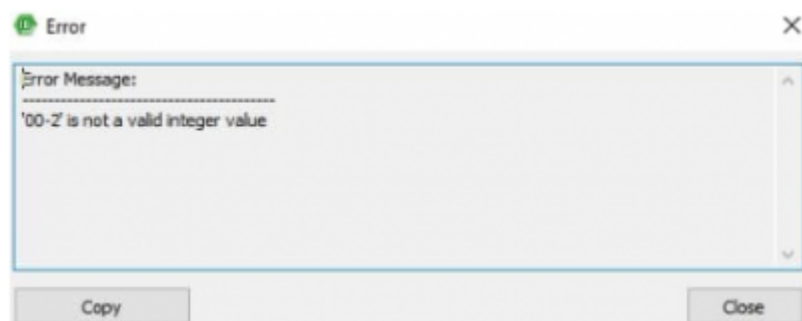 Error
Error Message:
----------------------------------------
'00-2' is not a valid integer value
Copy
Close